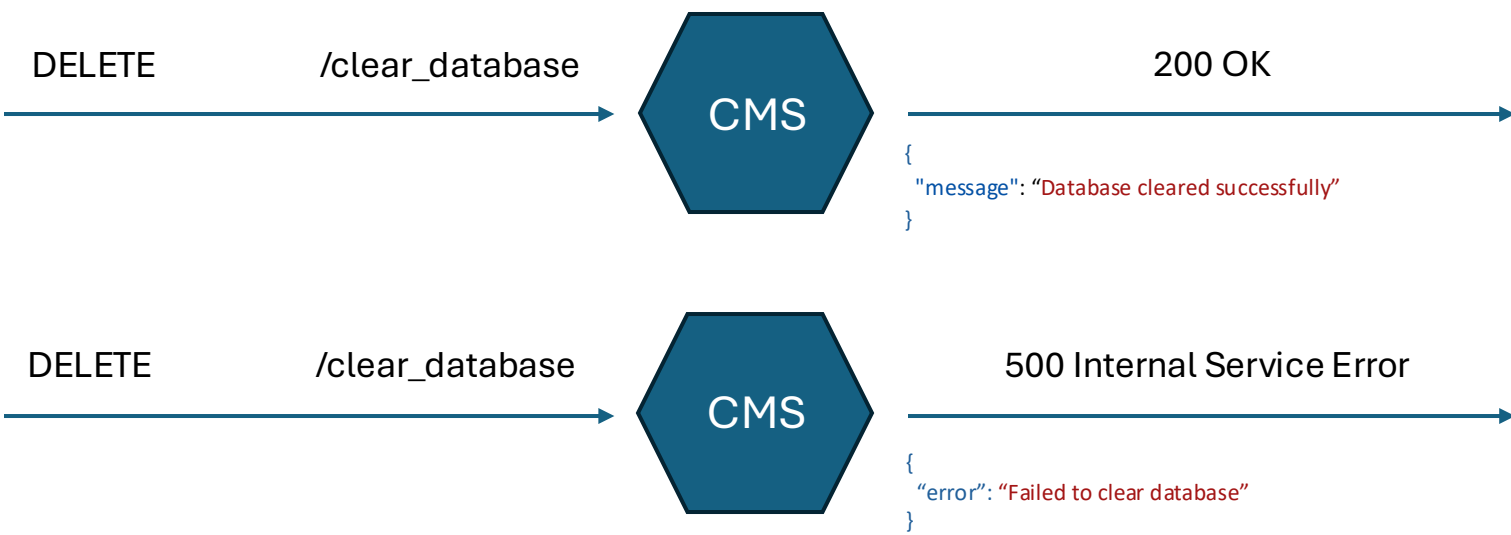 DELETE /clear_database
CMS
200 OK
{
"message": “Database cleared successfully”
}
DELETE /clear_database
CMS
500 Internal Service Error
{
“error”: “Failed to clear database”
}